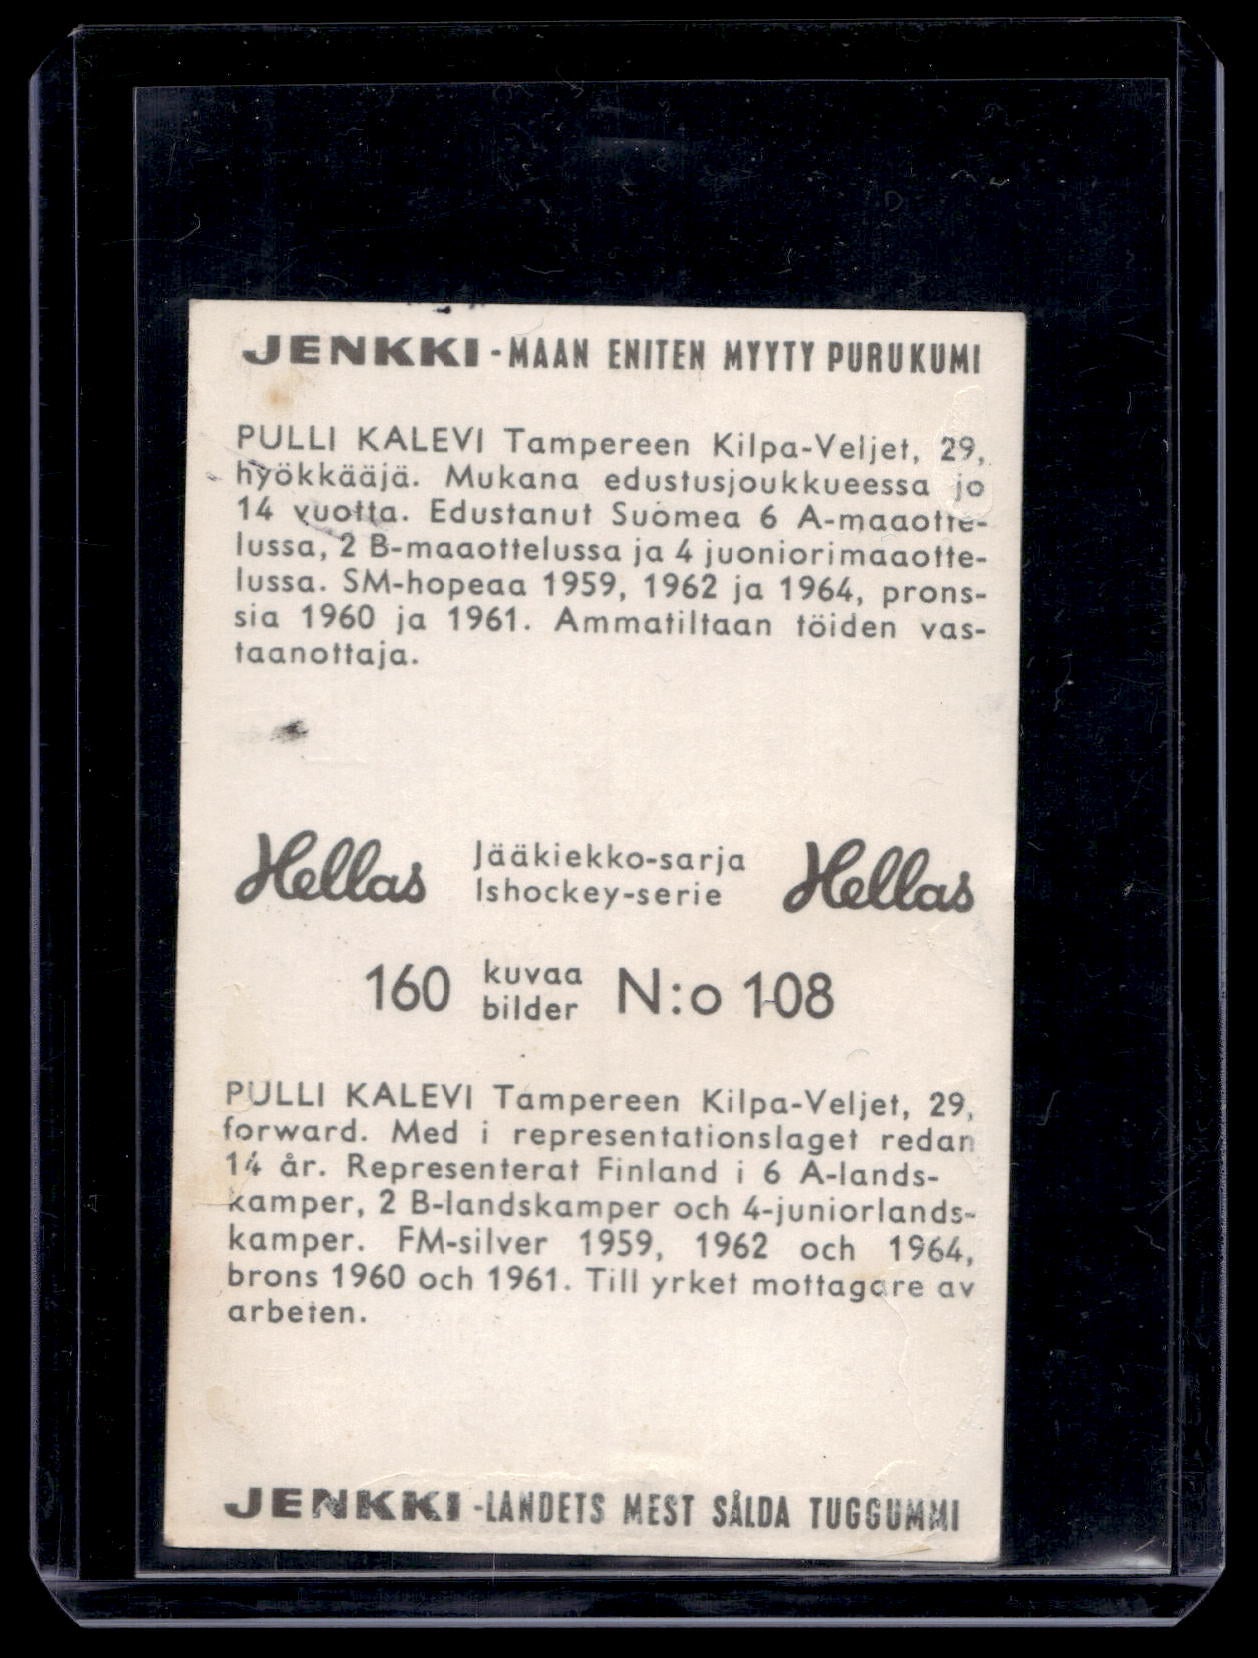 JENKKI-MAAN ENITEN MYYTY PURUKUMI
PULLI KALEVI Tampereen Kilpa-Veljet, 29,
hyökkääjä. Mukana edustusjoukkueessa jo
14 vuotta. Edustanut Suomea 6 A-maaotte-
lussa, 2 B-maaottelussa ja 4 juoniorimaaotte-
lussa. SM-hopeaa 1959, 1962 ja 1964, prons-
sia 1960 ja 1961. Ammatiltaan töiden vas-
taanottaja.
Hellas Jääkiekko-sarja Hellas
Ishockey-serie
160 kuvaa N:o 108
bilder
PULLI KALEVI Tampereen Kilpa-Veljet, 29,
forward. Med i representationslaget redan
14 år. Representerat Finland i 6 A-lands-
kamper, 2 B-landskamper och 4-juniorlands-
kamper. FM-silver 1959, 1962 och 1964,
brons 1960 och 1961. Till yrket mottagare av
arbeten.
JENKKI-LANDETS MEST SÅLDA TUGGUMMI